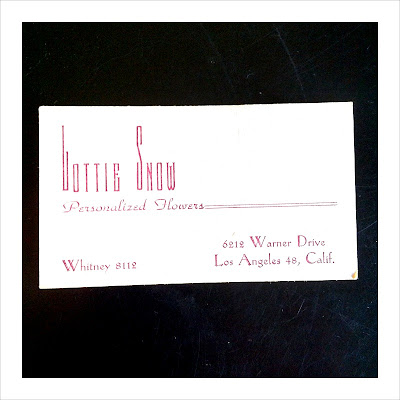 Lottie Snow
Personalized Flowers
6212 Warner Drive
Whitney 8112
Los Angeles 48, Calif.